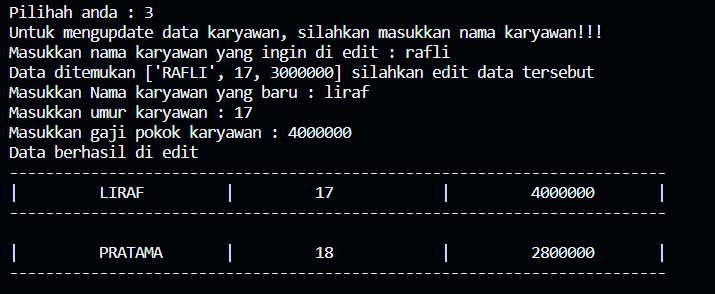 Pilihah anda : 3
Untuk mengupdate data karyawan, silahkan masukkan nama karyawan!!!
Masukkan nama karyawan yang ingin di edit : rafli
Data ditemukan ['RAFLI', 17, 3000000] silahkan edit data tersebut
Masukkan Nama karyawan yang baru : liraf
Masukkan umur karyawan : 17
Masukkan gaji pokok karyawan : 4000000
Data berhasil di edit
------------------------------------------------------------------------
|         LIRAF         |         17            |         4000000       |
------------------------------------------------------------------------
|         PRATAMA       |         18            |         2800000       |
------------------------------------------------------------------------